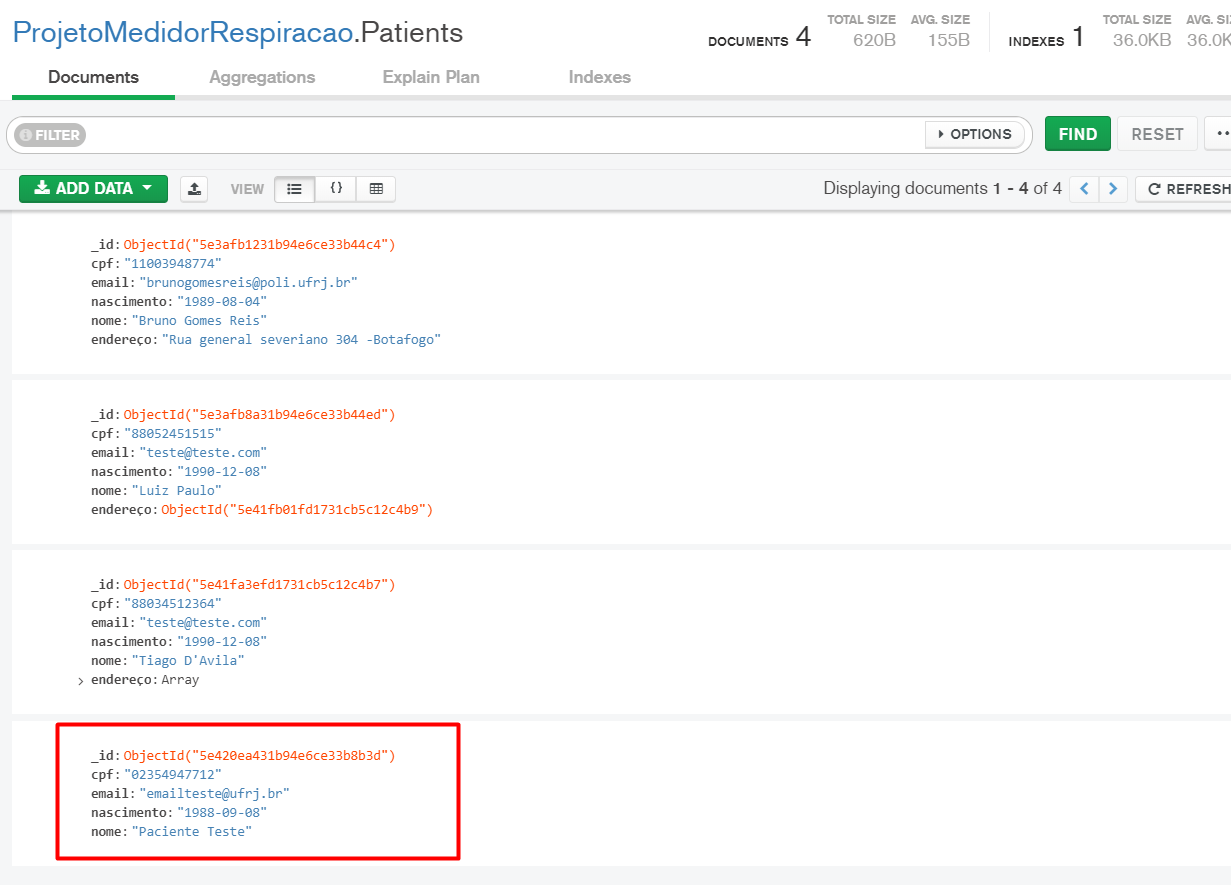 ProjetoMedidorRespiracao.Patients
DOCUMENTS 4
TOTAL SIZE AVG. SIZE
620B 155B
INDEXES 1
TOTAL SIZE AVG. SI
36.0KB 36.0K
Documents Aggregations Explain Plan Indexes
FILTER OPTIONS FIND RESET
ADD DATA VIEW {} Displaying documents 1 - 4 of 4 REFRESH
_id: ObjectId("5e3afb1231b94e6ce33b44c4")
cpf: "11003948774"
email: "brunogomesreis@poli.ufrj.br"
nascimento: "1989-08-04"
nome: "Bruno Gomes Reis"
endereço: "Rua general severiano 304 -Botafogo"
_id: ObjectId("5e3afb8a31b94e6ce33b44ed")
cpf: "88052451515"
email: "teste@teste.com"
nascimento: "1990-12-08"
nome: "Luiz Paulo"
endereço: ObjectId("5e41fb01fd1731cb5c12c4b9")
_id: ObjectId("5e41fa3efd1731cb5c12c4b7")
cpf: "88034512364"
email: "teste@teste.com"
nascimento: "1990-12-08"
nome: "Tiago D'Avila"
endereço: Array
_id: ObjectId("5e420ea431b94e6ce33b8b3d")
cpf: "02354947712"
email: "emailteste@ufrj.br"
nascimento: "1988-09-08"
nome: "Paciente Teste"